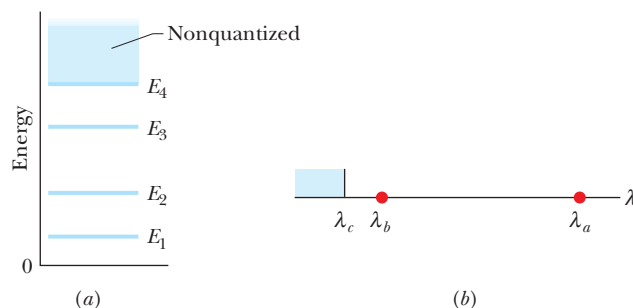 Nonquantized
E4
E3
E2
E1
Energy
0
(a)
λ
λc
λb
λa
(b)